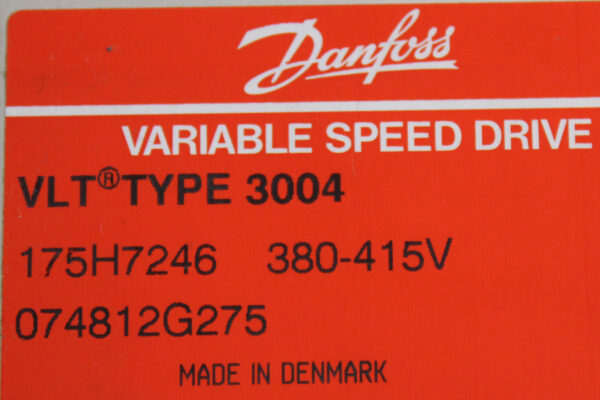 Danfoss
VARIABLE SPEED DRIVE
VLT® TYPE 3004
175H7246 380-415V
074812G275
MADE IN DENMARK